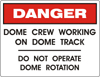 DANGER
DOME CREW WORKING
ON DOME TRACK
DO NOT OPERATE
DOME ROTATION